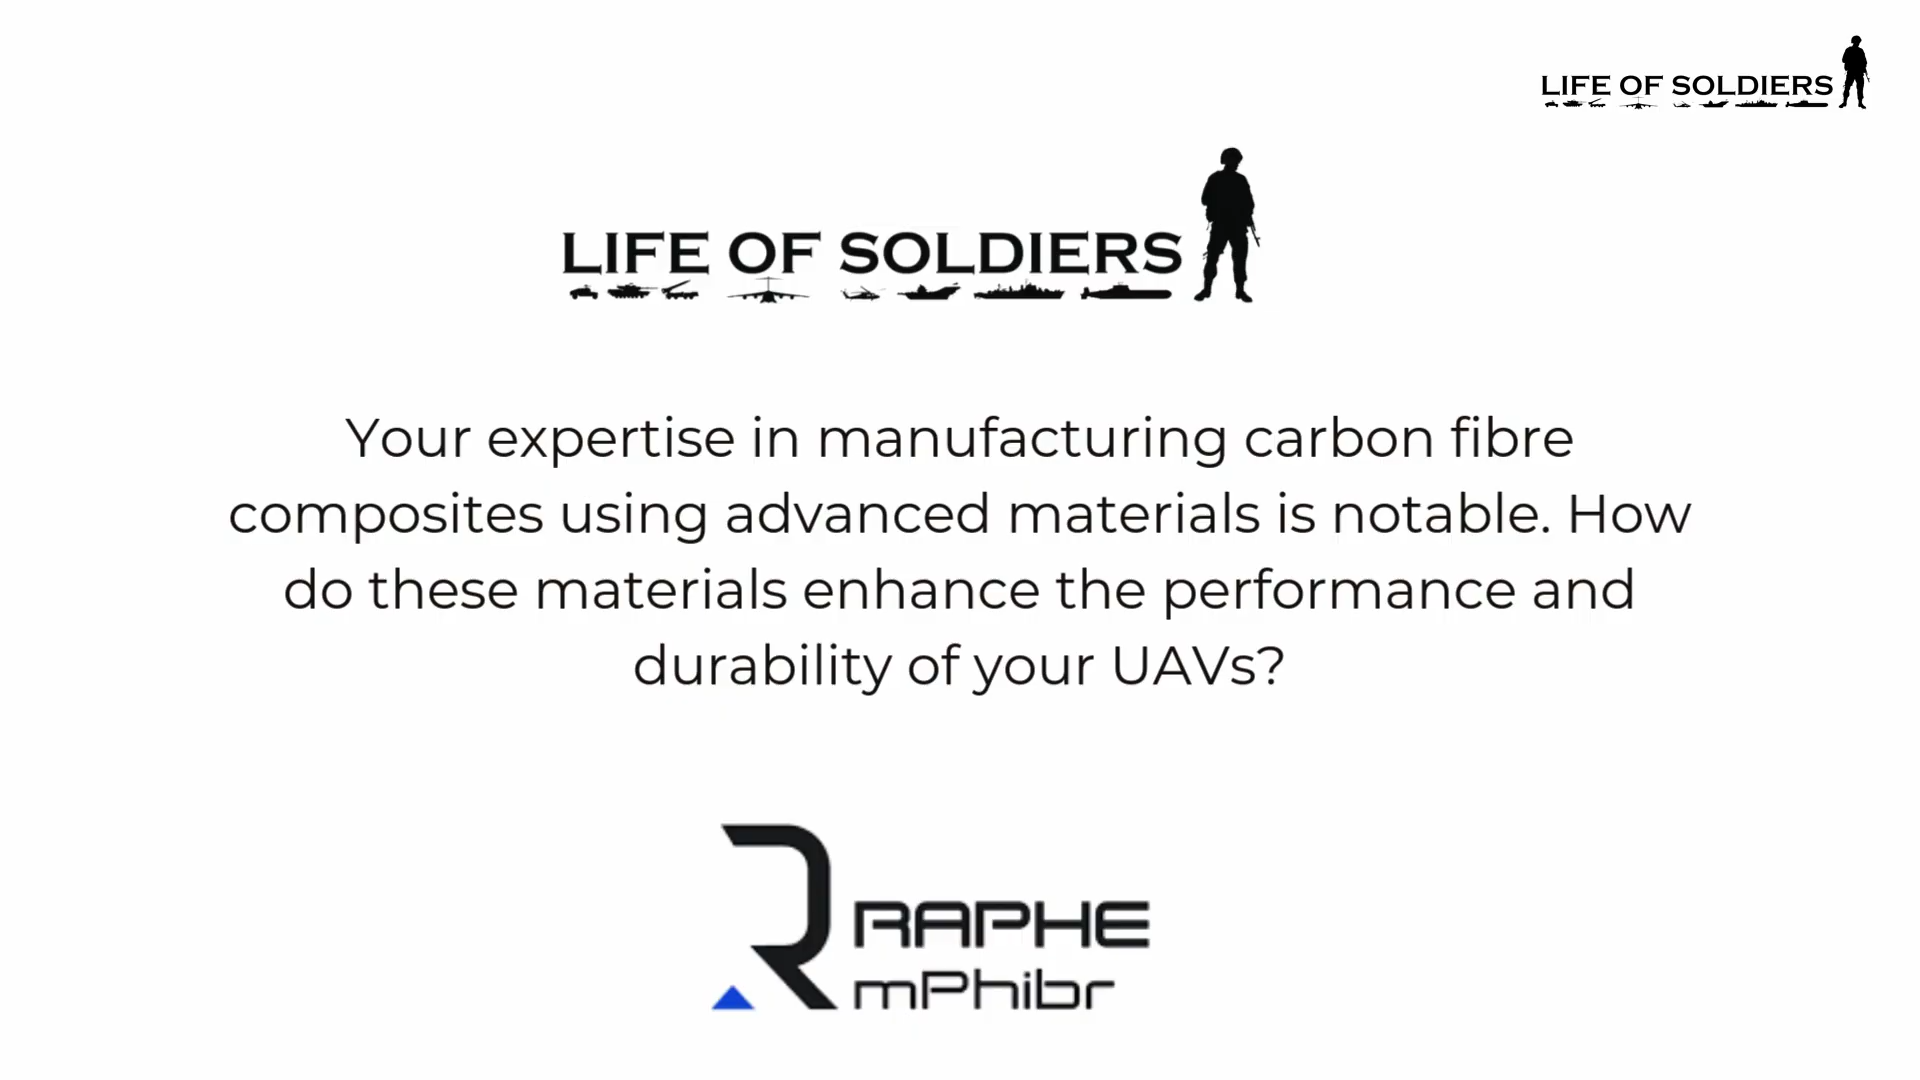 LIFE OF SOLDIERS
LIFE OF SOLDIERS
Your expertise in manufacturing carbon fibre
composites using advanced materials is notable. How
do these materials enhance the performance and
durability of your UAVs?
RAPHE
mPhibr